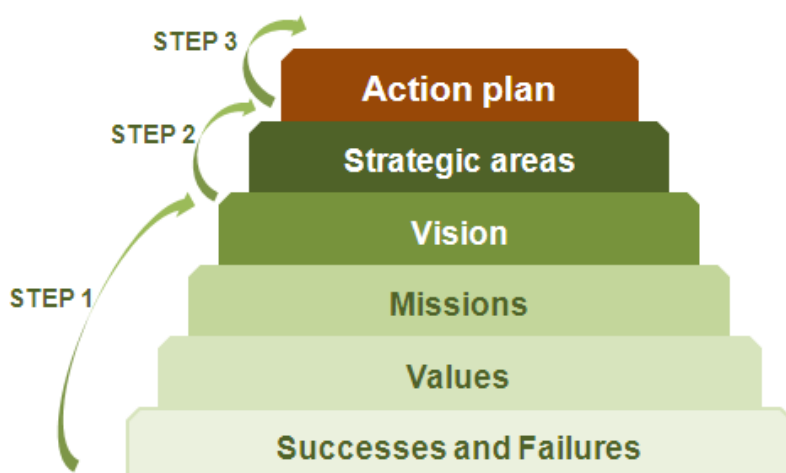 STEP 3
Action plan
STEP 2
Strategic areas
Vision
STEP 1
Missions
Values
Successes and Failures